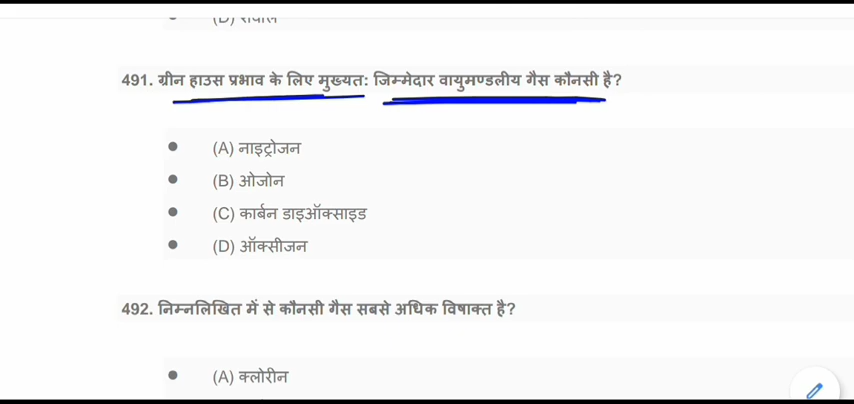 491. ग्रीन हाउस प्रभाव के लिए मुख्यत: जिम्मेदार वायुमण्डलीय गैस कौनसी है?
(A) नाइट्रोजन
(B) ओजोन
(C) कार्बन डाइऑक्साइड
(D) ऑक्सीजन
492. निम्नलिखित में से कौनसी गैस सबसे अधिक विषाक्त है?
(A) क्लोरीन